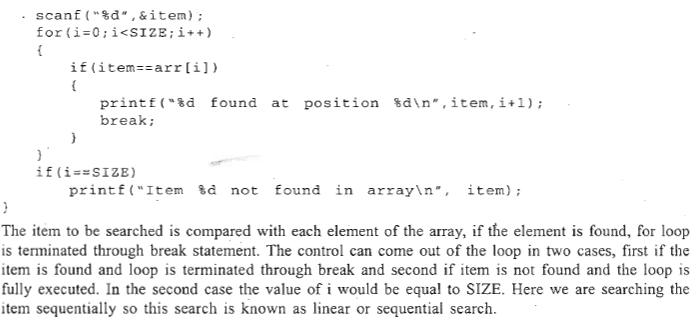 scanf("%d",&item);
for(i=0;i<SIZE;i++)
{
if(item==arr[i])
{
printf("%d found at position %d\n",item,i+1);
break;
}
}
if(i==SIZE)
printf("Item %d not found in array\n", item);
}
The item to be searched is compared with each element of the array, if the element is found, for loop
is terminated through break statement. The control can come out of the loop in two cases, first if the
item is found and loop is terminated through break and second if item is not found and the loop is
fully executed. In the second case the value of i would be equal to SIZE. Here we are searching the
item sequentially so this search is known as linear or sequential search.